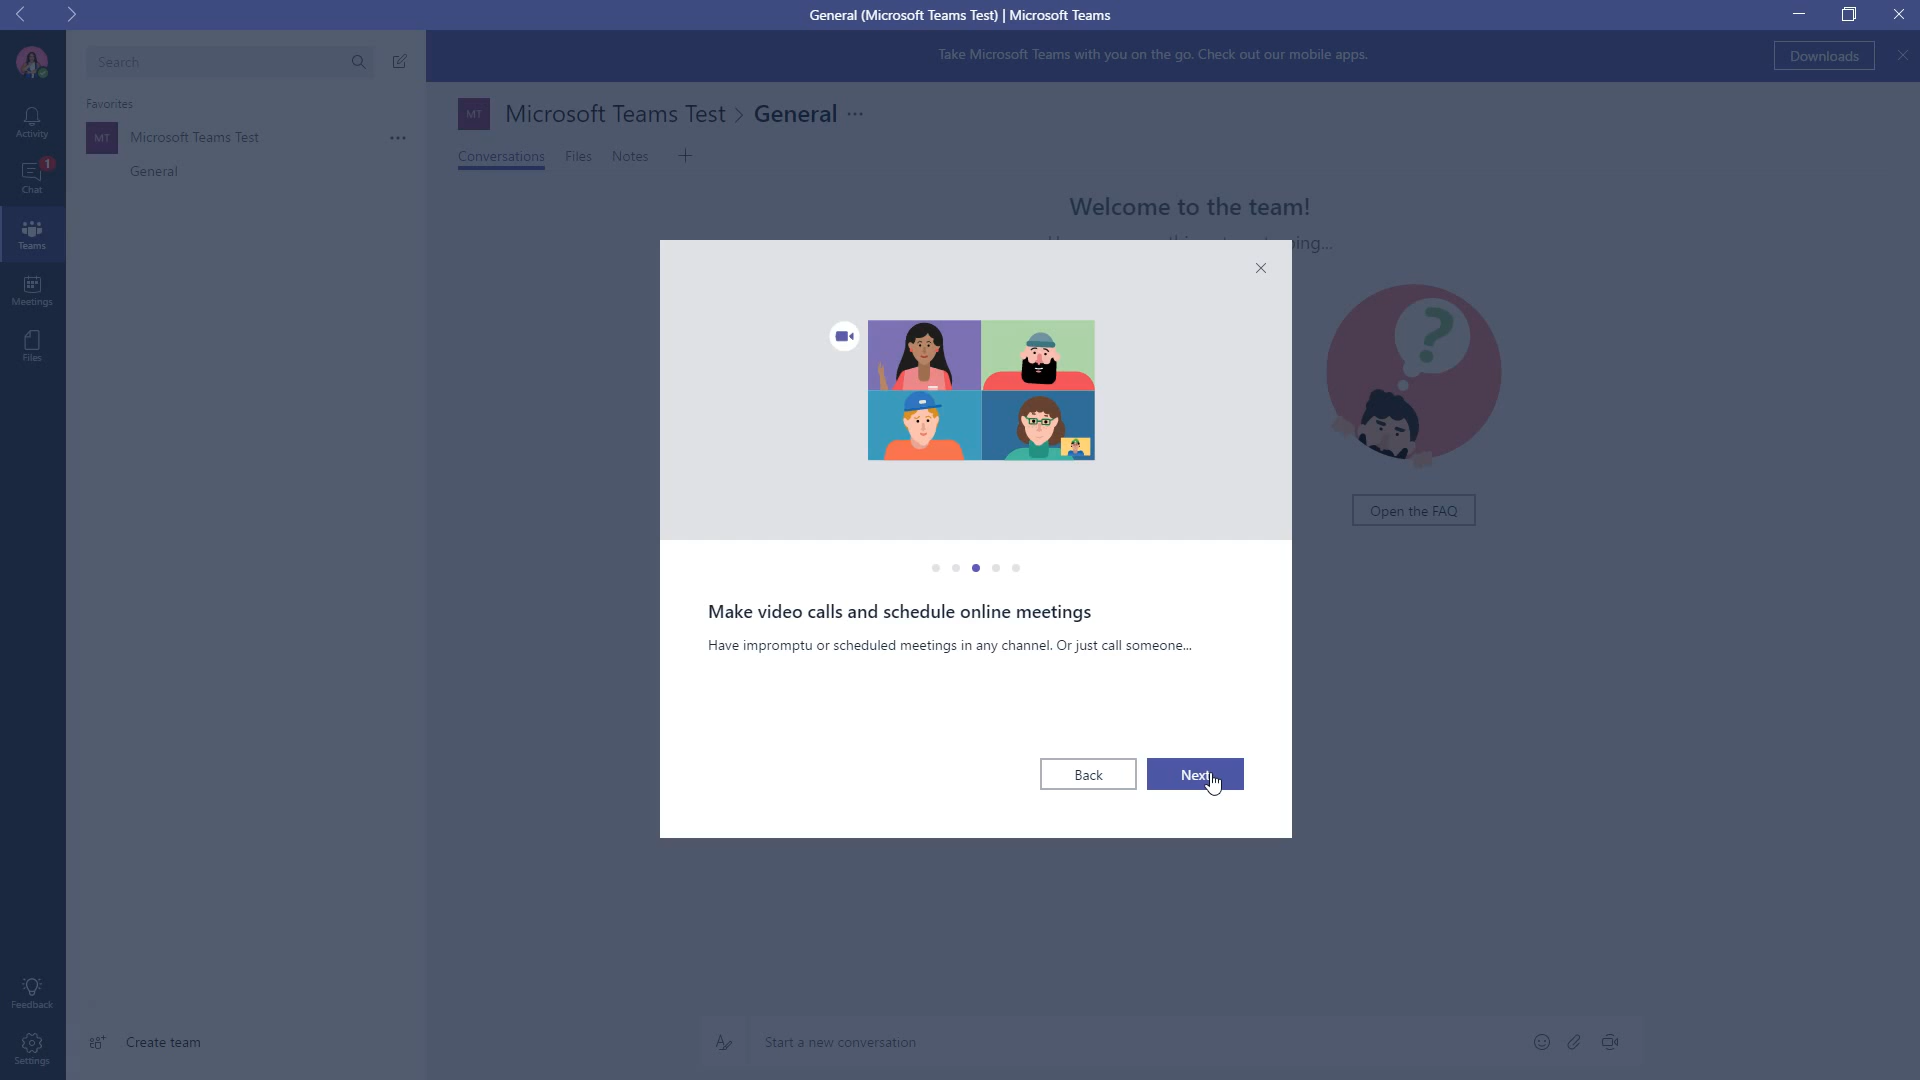 General (Microsoft Teams Test) | Microsoft Teams
Take Microsoft Teams with you on the go. Check out our mobile apps.
Downloads
Search
Activity
1
Chat
Teams
Meetings
Files
Feedback
Settings
Favorites
MT
Microsoft Teams Test
General
Create team
MT
Microsoft Teams Test > General
Conversations
Files
Notes
Welcome to the team!
Open the FAQ
Make video calls and schedule online meetings
Have impromptu or scheduled meetings in any channel. Or just call someone...
Back
Next
Start a new conversation